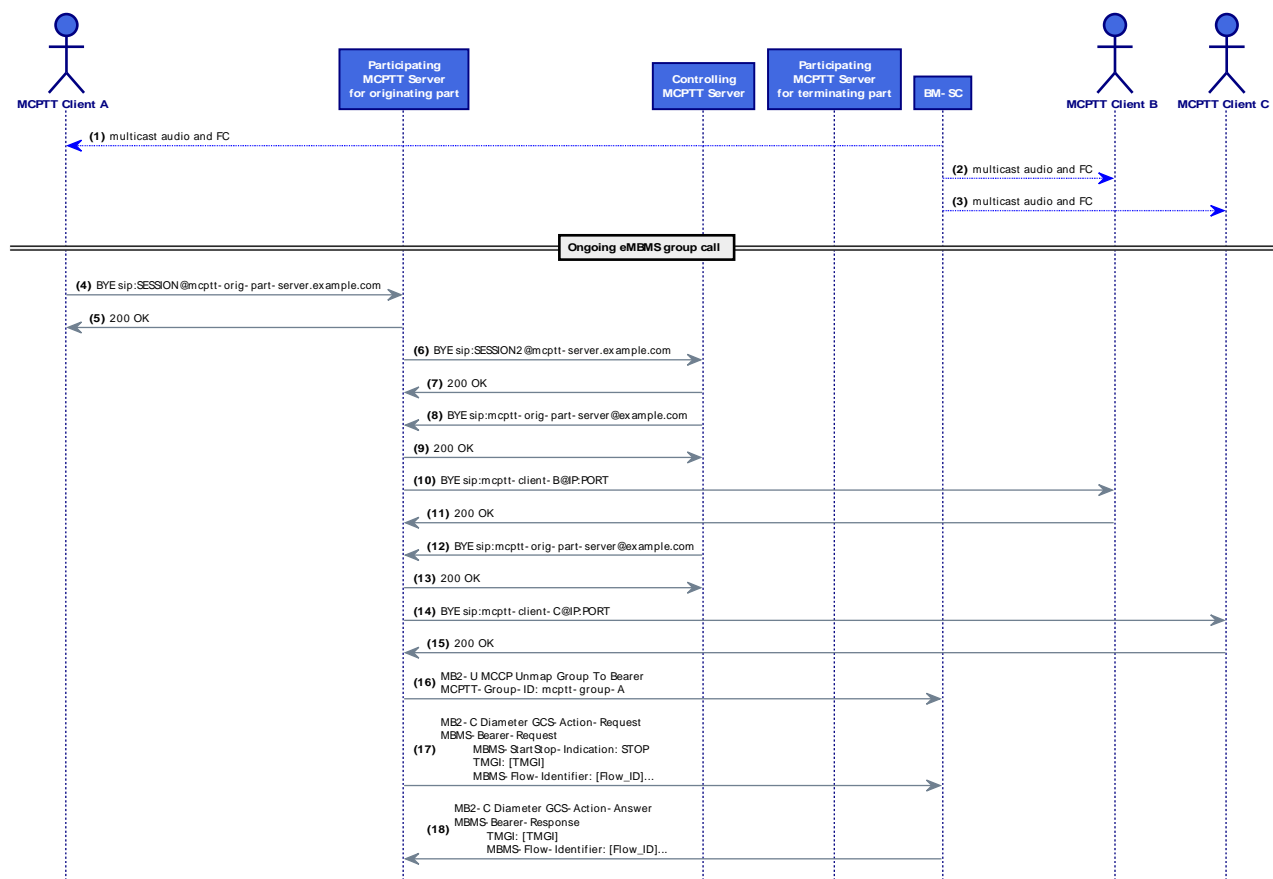 MCPTT Client A
Participating
MCPTT Server
for originating part
Controlling
MCPTT Server
Participating
MCPTT Server
for terminating part
BM-SC
MCPTT Client B
MCPTT Client C
(1) multicast audio and FC
(2) multicast audio and FC
(3) multicast audio and FC
Ongoing eMBMS group call
(4) BYE sip:SESSION@mcptt-orig-part-server.example.com
(5) 200 OK
(6) BYE sip:SESSION2@mcptt-server.example.com
(7) 200 OK
(8) BYE sip:mcptt-orig-part-server@example.com
(9) 200 OK
(10) BYE sip:mcptt-client-B@IP:PORT
(11) 200 OK
(12) BYE sip:mcptt-orig-part-server@example.com
(13) 200 OK
(14) BYE sip:mcptt-client-C@IP:PORT
(15) 200 OK
(16) MB2-U MCCP Unmap Group To Bearer
MCPTT-Group-ID: mcptt-group-A
(17) MB2-C Diameter GCS-Action-Request
MBMS-Bearer-Request
MBMS-StartStop-Indication: STOP
TMGI: [TMGI]
MBMS-Flow-Identifier: [Flow_ID]...
(18) MB2-C Diameter GCS-Action-Answer
MBMS-Bearer-Response
TMGI: [TMGI]
MBMS-Flow-Identifier: [Flow_ID]...